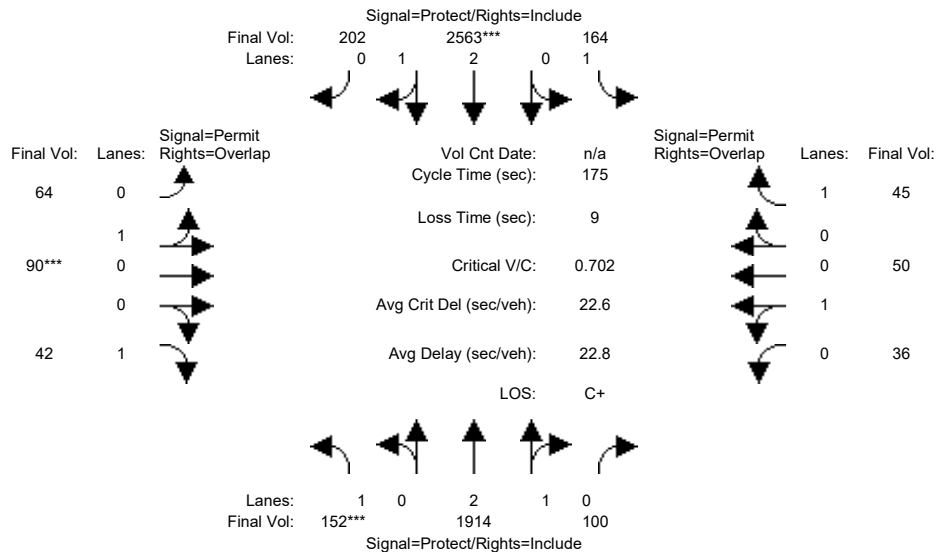 Signal=Protect/Rights=Include
Final Vol: 202 2563*** 164
Lanes: 0 1 2 0 1
Signal=Permit Signal=Permit
Final Vol: Lanes: Rights=Overlap Vol Cnt Date: n/a Rights=Overlap Lanes: Final Vol:
Cycle Time (sec): 175
64 0 1 45
Loss Time (sec): 9
1 0
90*** 0 Critical V/C: 0.702 0 50
0 Avg Crit Del (sec/veh): 22.6 1
42 1 Avg Delay (sec/veh): 22.8 0 36
LOS: C+
Lanes: 1 0 2 1 0
Final Vol: 152*** 1914 100
Signal=Protect/Rights=Include